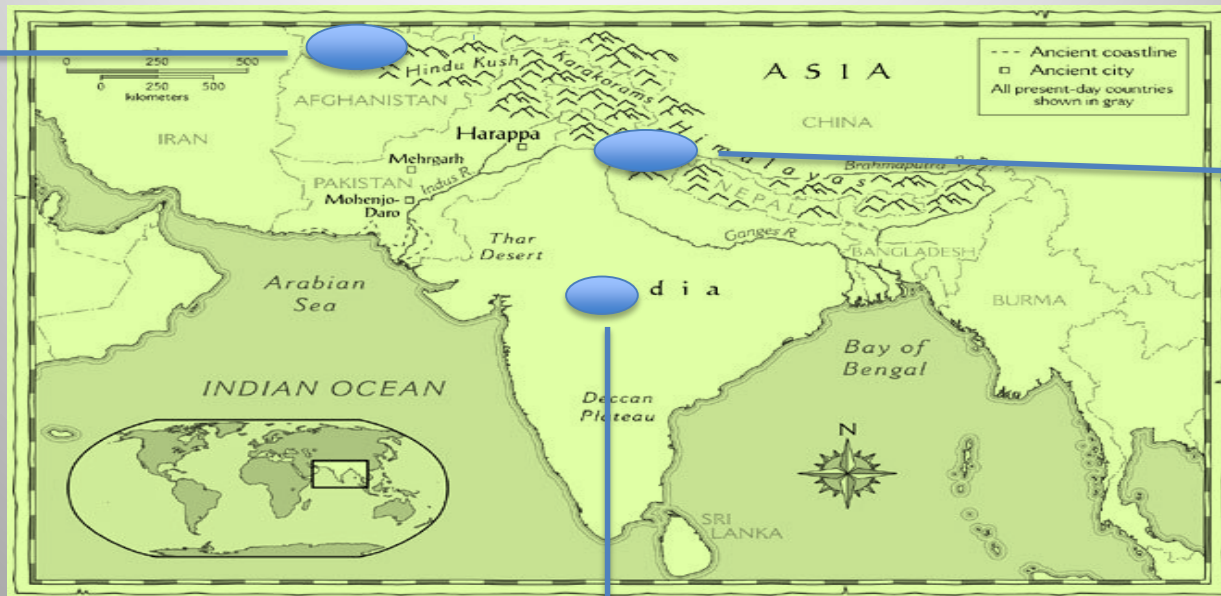 0 250 500
0 250 500
kilometers
Hindu Kush
Karakorams
ASIA
Ancient coastline
Ancient city
All present-day countries
shown in gray
AFGHANISTAN
IRAN
CHINA
Harappa
Himalayas
Mehrgarh
Indus R.
Brahmaputra R.
PAKISTAN
Mohenjo-
Daro
NEPAL
Ganges R.
Thar
Desert
BANGLADESH
Arabian
Sea
dia
BURMA
Bay of
Bengal
INDIAN OCEAN
Deccan
Plateau
N
SRI
LANKA